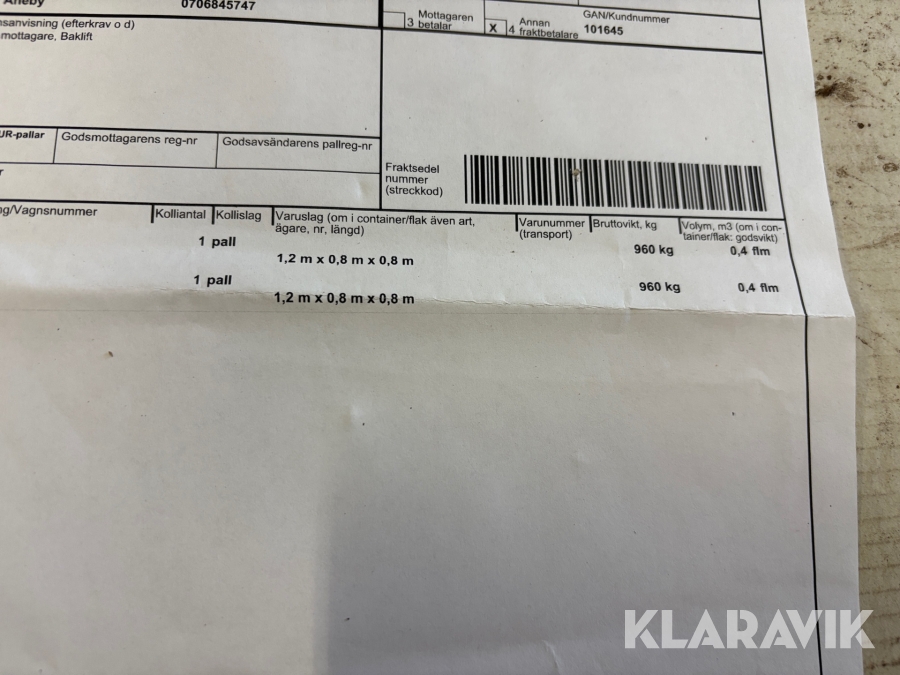 Aneby 0706845747
3 Mottagaren betalar
X 4 Annan fraktbetalare
GAN/Kundnummer
101645
sanvisning (efterkrav o d)
mottagare, Baklift
UR-pallar
Godsmottagarens reg-nr
Godsavsändarens pallreg-nr
Fraktsedel
nummer
(streckkod)
og/Vagnsnummer
Kolliantal
Kollislag
Varuslag (om i container/flak även art,
ägare, nr, längd)
Varunummer
(transport)
Bruttovikt, kg
Volym, m3 (om i con-
tainer/flak: godsvikt)
1 pall
1,2 m x 0,8 m x 0,8 m
960 kg
0,4 flm
1 pall
1,2 m x 0,8 m x 0,8 m
960 kg
0,4 flm
KLARAVIK